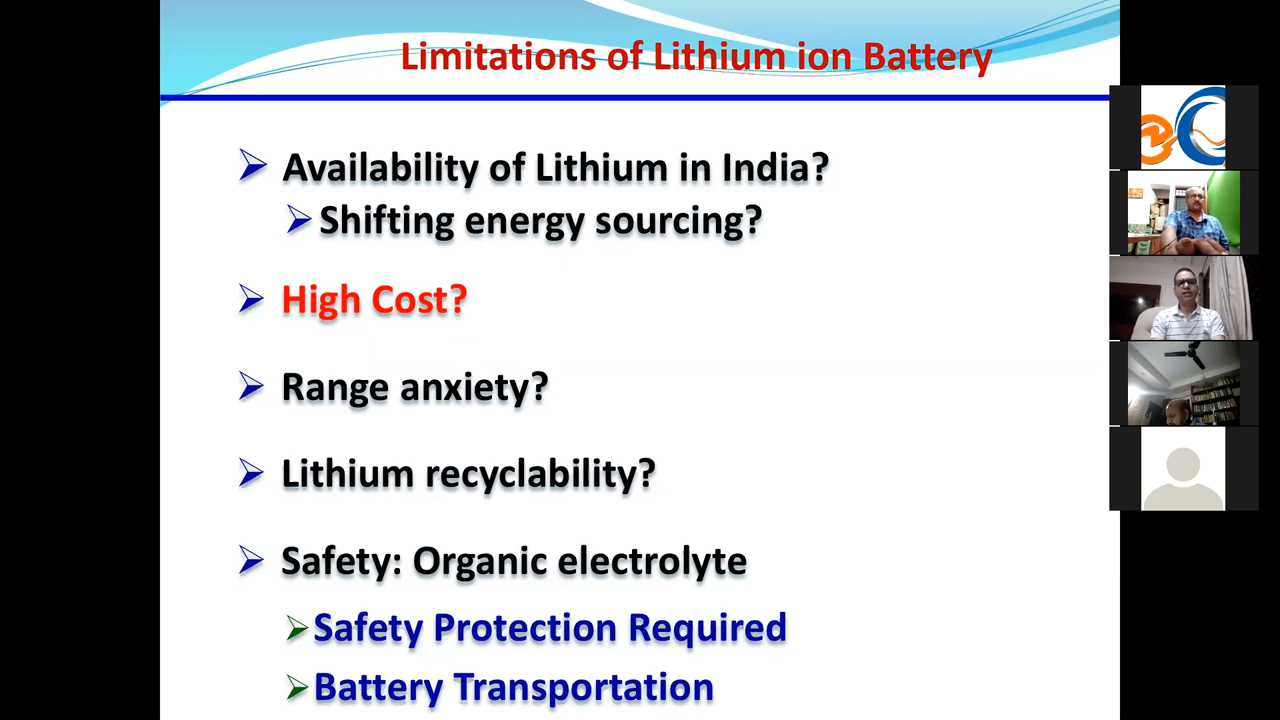 Limitations of Lithium ion Battery
Availability of Lithium in India?
Shifting energy sourcing?
High Cost?
Range anxiety?
Lithium recyclability?
Safety: Organic electrolyte
Safety Protection Required
Battery Transportation